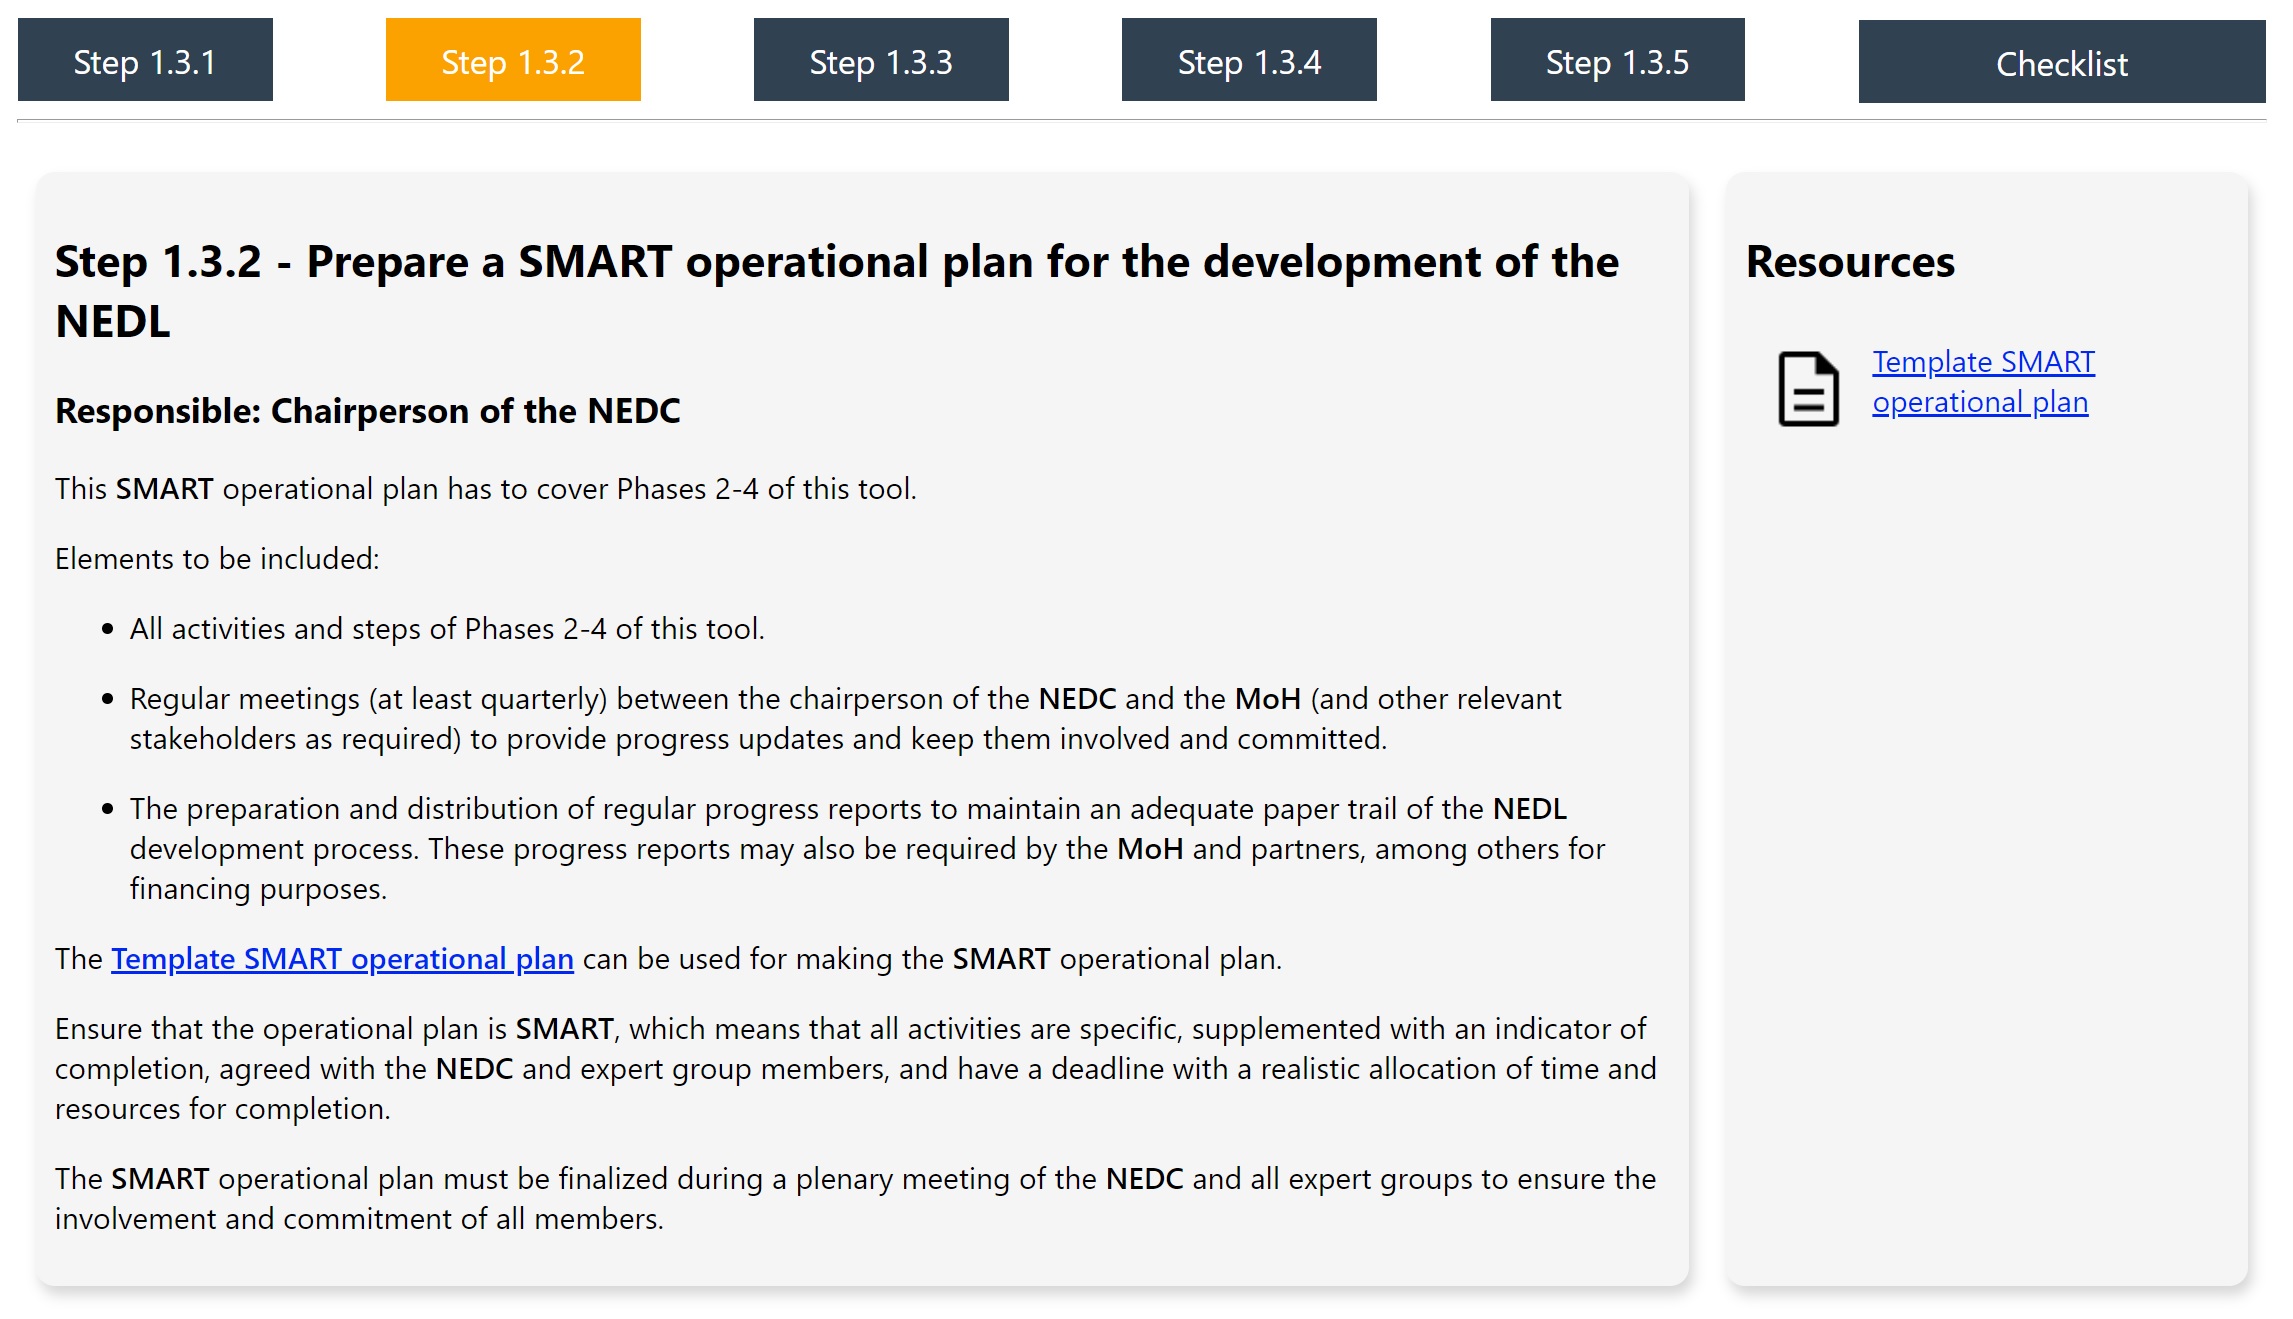 Step 1.3.1
Step 1.3.2
Step 1.3.3
Step 1.3.4
Step 1.3.5
Checklist
Step 1.3.2 - Prepare a SMART operational plan for the development of the
NEDL
Responsible: Chairperson of the NEDC
This SMART operational plan has to cover Phases 2-4 of this tool.
Elements to be included:
• All activities and steps of Phases 2-4 of this tool.
• Regular meetings (at least quarterly) between the chairperson of the NEDC and the MoH (and other relevant
stakeholders as required) to provide progress updates and keep them involved and committed.
• The preparation and distribution of regular progress reports to maintain an adequate paper trail of the NEDL
development process. These progress reports may also be required by the MoH and partners, among others for
financing purposes.
The Template SMART operational plan can be used for making the SMART operational plan.
Ensure that the operational plan is SMART, which means that all activities are specific, supplemented with an indicator of
completion, agreed with the NEDC and expert group members, and have a deadline with a realistic allocation of time and
resources for completion.
The SMART operational plan must be finalized during a plenary meeting of the NEDC and all expert groups to ensure the
involvement and commitment of all members.
Resources
Template SMART
operational plan